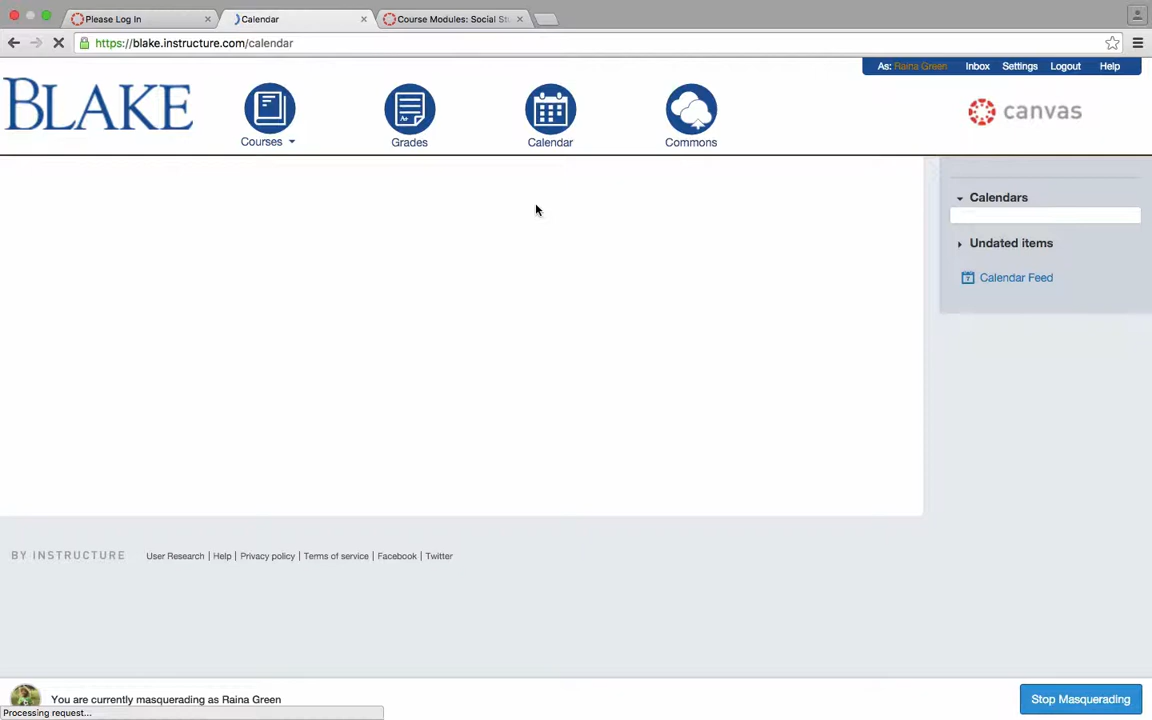 Please Log In
Calendar
Course Modules: Social St
https://blake.instructure.com/calendar
As: Raina Green Inbox Settings Logout Help
BLAKE
Courses
Grades
Calendar
Commons
canvas
Calendars
Undated items
Calendar Feed
BY INSTRUCTURE User Research | Help | Privacy policy | Terms of service | Facebook | Twitter
You are currently masquerading as Raina Green
Stop Masquerading
Processing request...